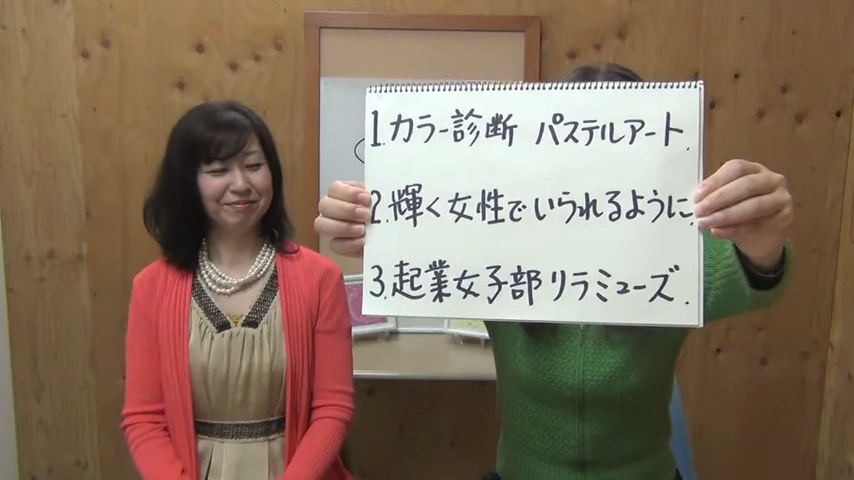 1.カラー診断 パステルアート.
2.輝く女性でいられるように.
3.起業女子部リラミューズ.